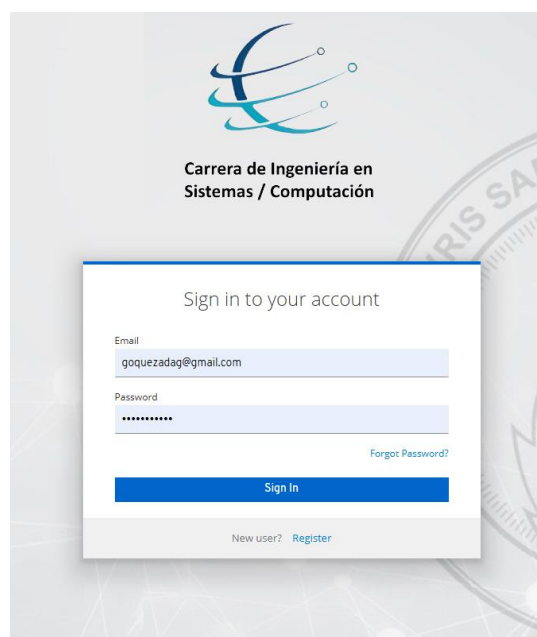 Carrera de Ingeniería en
Sistemas / Computación
Sign in to your account
Email
goquezadag@gmail.com
Password
•••••••••••
Forgot Password?
Sign In
New user? Register